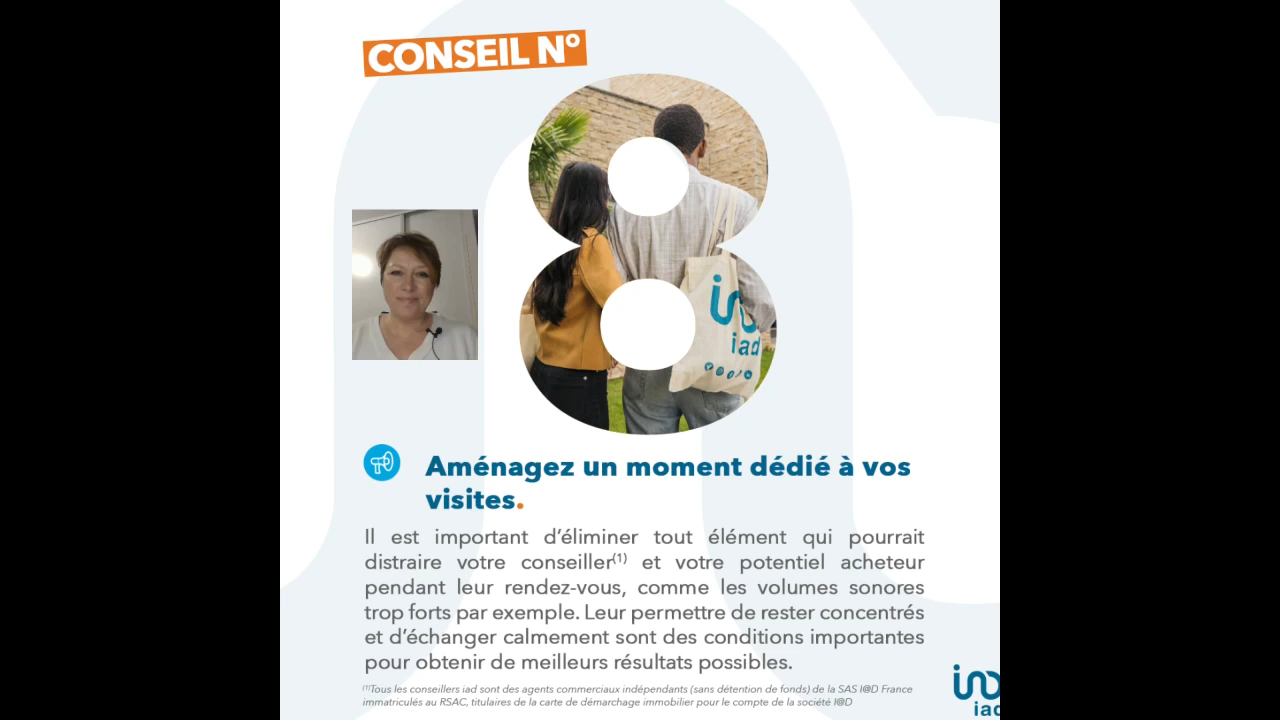 CONSEIL N°
8
iad
Aménagez un moment dédié à vos
visites.
Il est important d'éliminer tout élément qui pourrait
distraire votre conseiller(1) et votre potentiel acheteur
pendant leur rendez-vous, comme les volumes sonores
trop forts par exemple. Leur permettre de rester concentrés
et d'échanger calmement sont des conditions importantes
pour obtenir de meilleurs résultats possibles.
(1)Tous les conseillers iad sont des agents commerciaux indépendants (sans détention de fonds) de la SAS I@D France
immatriculés au RSAC, titulaires de la carte de démarchage immobilier pour le compte de la société I@D
iad